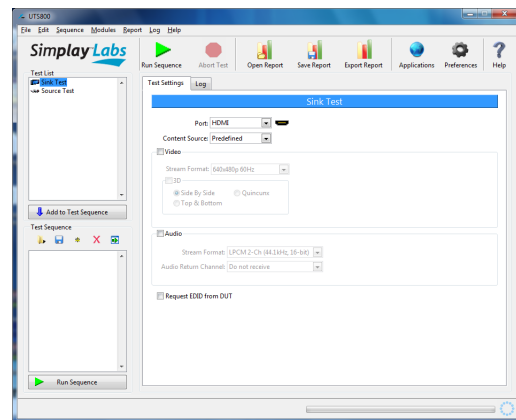 UTS800
File Edit Sequence Modules Report Log Help
Simplay Labs
Run Sequence Abort Test Open Report Save Report Export Report Applications Preferences Help
Test List
Sink Test
Source Test
Add to Test Sequence
Test Sequence
Run Sequence
Test Settings Log
Sink Test
Port: HDMI
Content Source: Predefined
Video
Stream Format: 640x480p 60Hz
3D
Side By Side Quincunx
Top & Bottom
Audio
Stream Format: LPCM 2-Ch (44.1kHz, 16-bit)
Audio Return Channel: Do not receive
Request EDID from DUT